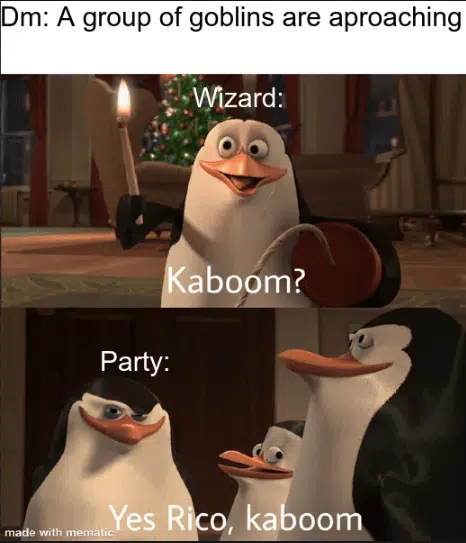 Dm: A group of goblins are aproaching
Wizard:
Kaboom?
Party:
Yes Rico, kaboom
made with mematic